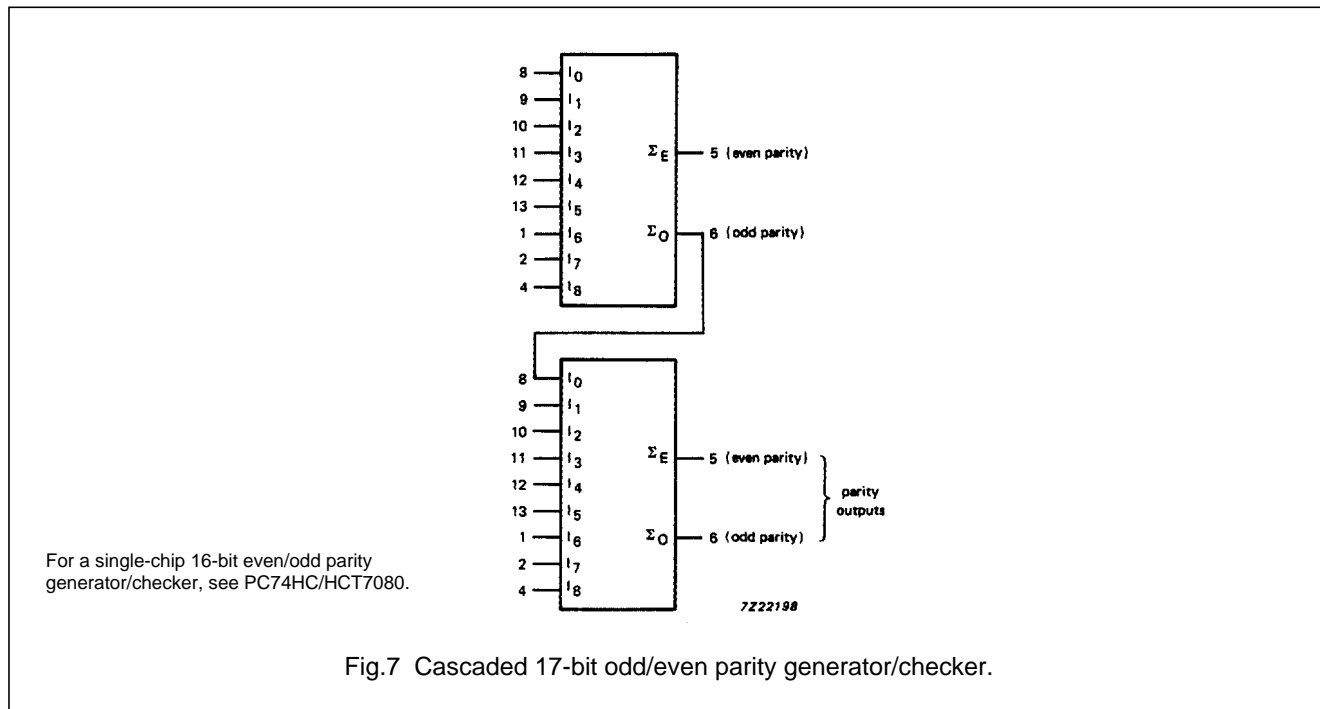 8 I0
9 I1
10 I2
11 I3 ΣE 5 (even parity)
12 I4
13 I5
1 I6 ΣO 6 (odd parity)
2 I7
4 I8
8 I0
9 I1
10 I2
11 I3 ΣE 5 (even parity)
12 I4
13 I5
1 I6 ΣO 6 (odd parity)
2 I7
4 I8
parity
outputs
For a single-chip 16-bit even/odd parity
generator/checker, see PC74HC/HCT7080.
7Z22198
Fig.7 Cascaded 17-bit odd/even parity generator/checker.